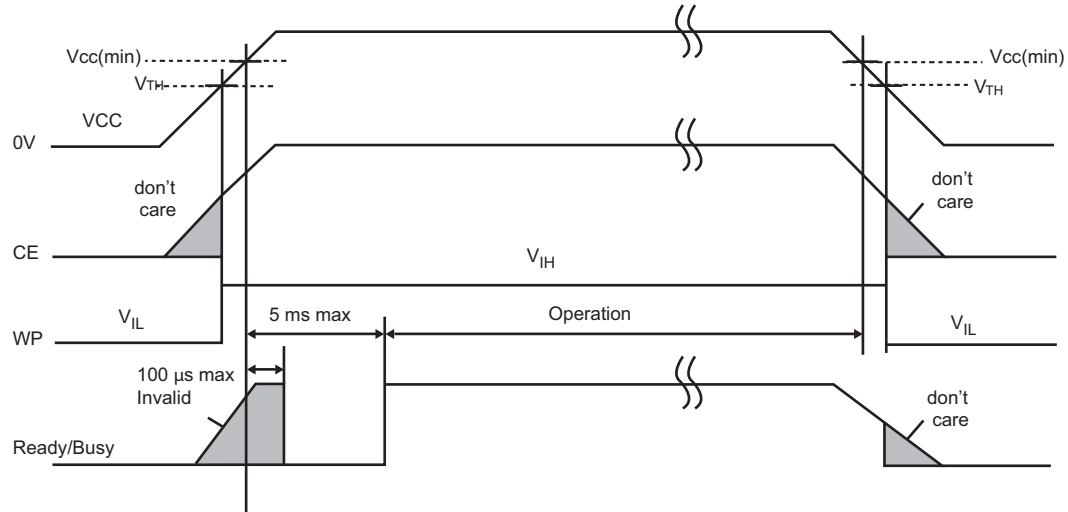 Vcc(min)
VTH
VCC
0V
Vcc(min)
VTH
don't
care
CE
don't
care
VIH
VIL
WP
5 ms max
Operation
VIL
100 µs max
Invalid
Ready/Busy
don't
care